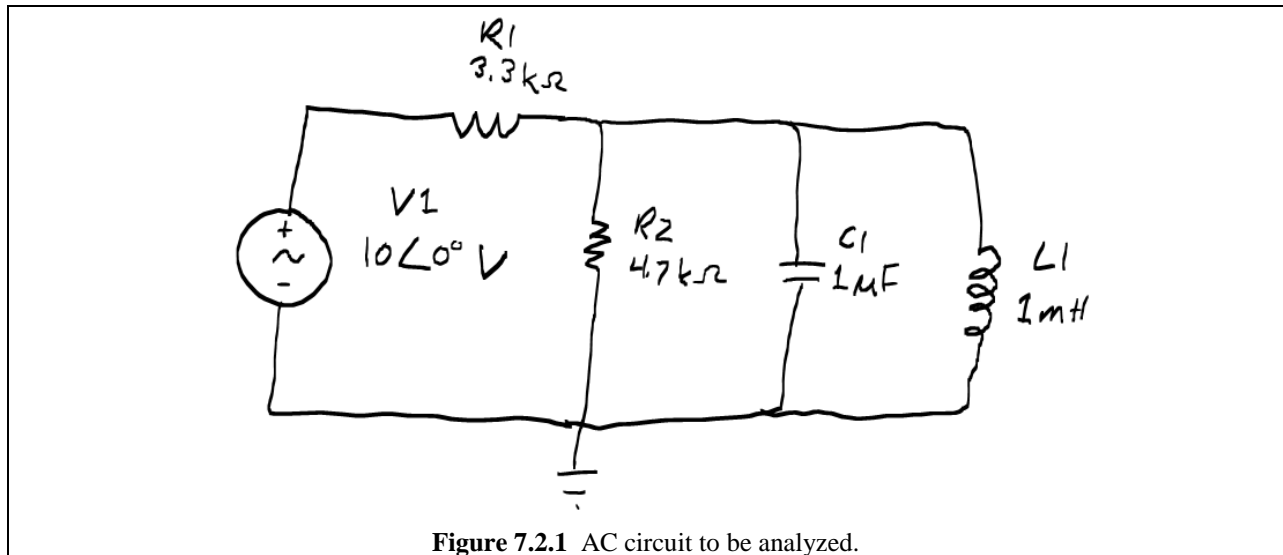 R1
3.3kΩ
+
~
-
V1
10∠0° V
R2
4.7kΩ
C1
1μF
L1
1mH
Figure 7.2.1 AC circuit to be analyzed.